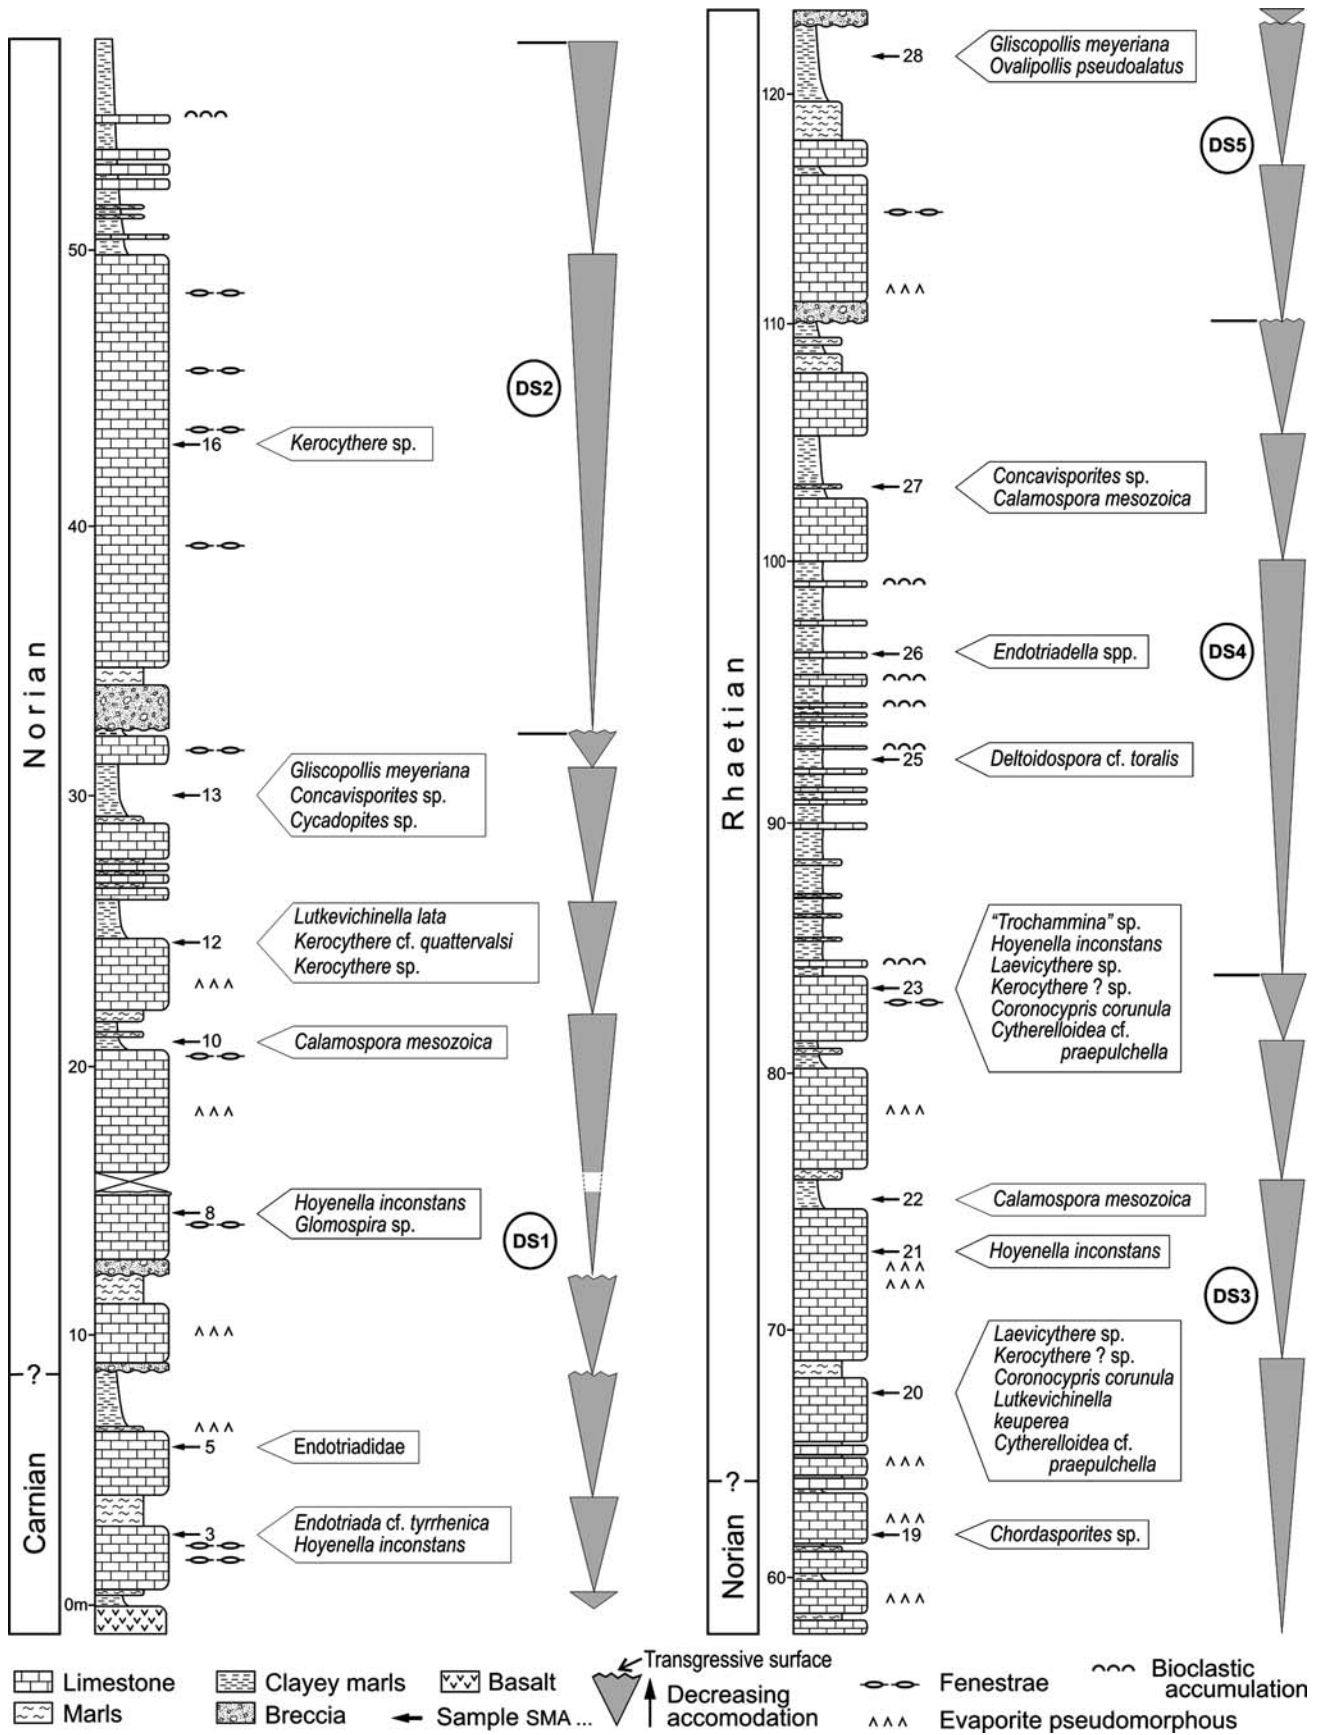 Norian
?
Carnian
50
40
30
20
10
0m
16
Kerocythere sp.
13
Gliscopollis meyeriana
Concavisporites sp.
Cycadopites sp.
12
Lutkevichinella lata
Kerocythere cf. quattervalsi
Kerocythere sp.
10
Calamospora mesozoica
8
Hoyenella inconstans
Glomospira sp.
5
Endotriadidae
3
Endotriada cf. tyrrhenica
Hoyenella inconstans
DS2
DS1
Rhaetian
?
Norian
120
110
100
90
80
70
60
28
Gliscopollis meyeriana
Ovalipollis pseudoalatus
27
Concavisporites sp.
Calamospora mesozoica
26
Endotriadella spp.
25
Deltoidospora cf. toralis
23
"Trochammina" sp.
Hoyenella inconstans
Laevicythere sp.
Kerocythere ? sp.
Coronocypris corunula
Cytherelloidea cf.
praepulchella
22
Calamospora mesozoica
21
Hoyenella inconstans
20
Laevicythere sp.
Kerocythere ? sp.
Coronocypris corunula
Lutkevichinella
keuperea
Cytherelloidea cf.
praepulchella
19
Chordasporites sp.
DS5
DS4
DS3
Limestone
Marls
Clayey marls
Breccia
Basalt
Sample SMA ...
Transgressive surface
Decreasing
accomodation
Fenestrae
Bioclastic
accumulation
Evaporite pseudomorphous